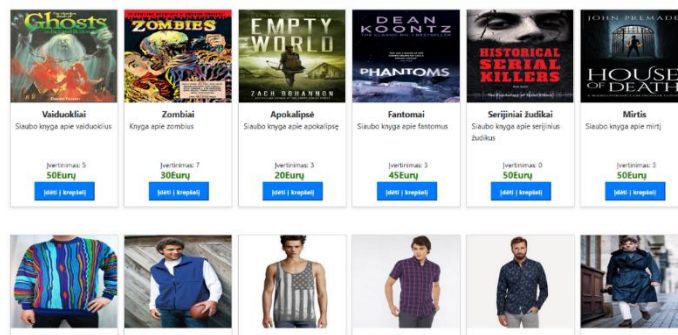 Ghosts
ZOMBIES
EMPTY
WORLD
ZACH BOHANNON
DEAN
KOONTZ
PHANTOMS
HISTORICAL
SERIAL
KILLERS
JOHN PREMADE
HOUSE
OF DEATH
Vaiduokliai
Siaubo knyga apie vaiduoklius
Įvertinimas: 5
50Eurų
Įdėti į krepšelį
Zombiai
Knyga apie zombius
Įvertinimas: 7
30Eurų
Įdėti į krepšelį
Apokalipsė
Siaubo knyga apie apokalipsę
Įvertinimas: 3
20Eurų
Įdėti į krepšelį
Fantomai
Siaubo knyga apie fantomus
Įvertinimas: 3
45Eurų
Įdėti į krepšelį
Serijiniai žudikai
Siaubo knyga apie serijinius
žudikus
Įvertinimas: 0
50Eurų
Įdėti į krepšelį
Mirtis
Siaubo knyga apie mirtį
Įvertinimas: 3
50Eurų
Įdėti į krepšelį